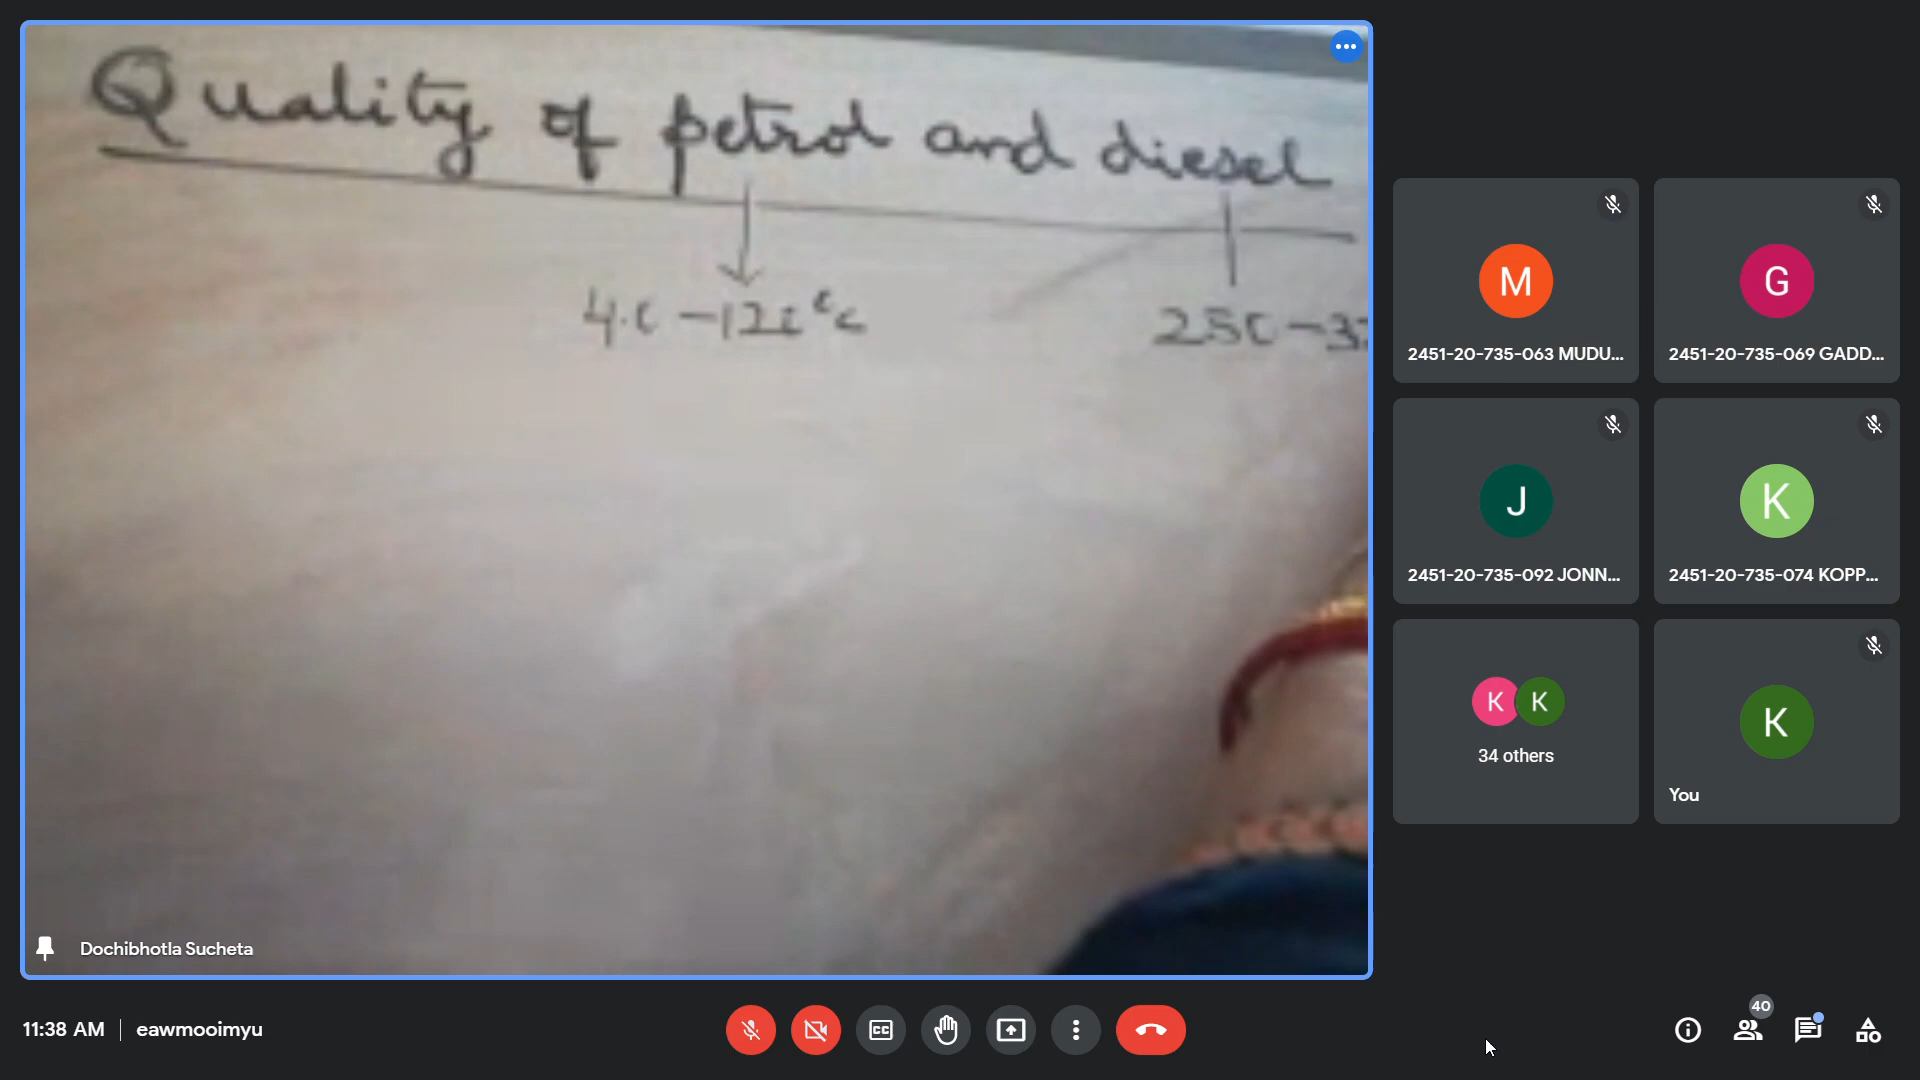 Quality of petrol and diesel
40 - 120°C
250 - 32
2451-20-735-063 MUDU...
2451-20-735-069 GADD...
2451-20-735-092 JONN...
2451-20-735-074 KOPP...
34 others
You
Dochibhotla Sucheta
11:38 AM | eawmooimyu
40
M
G
J
K
K K
K
CC